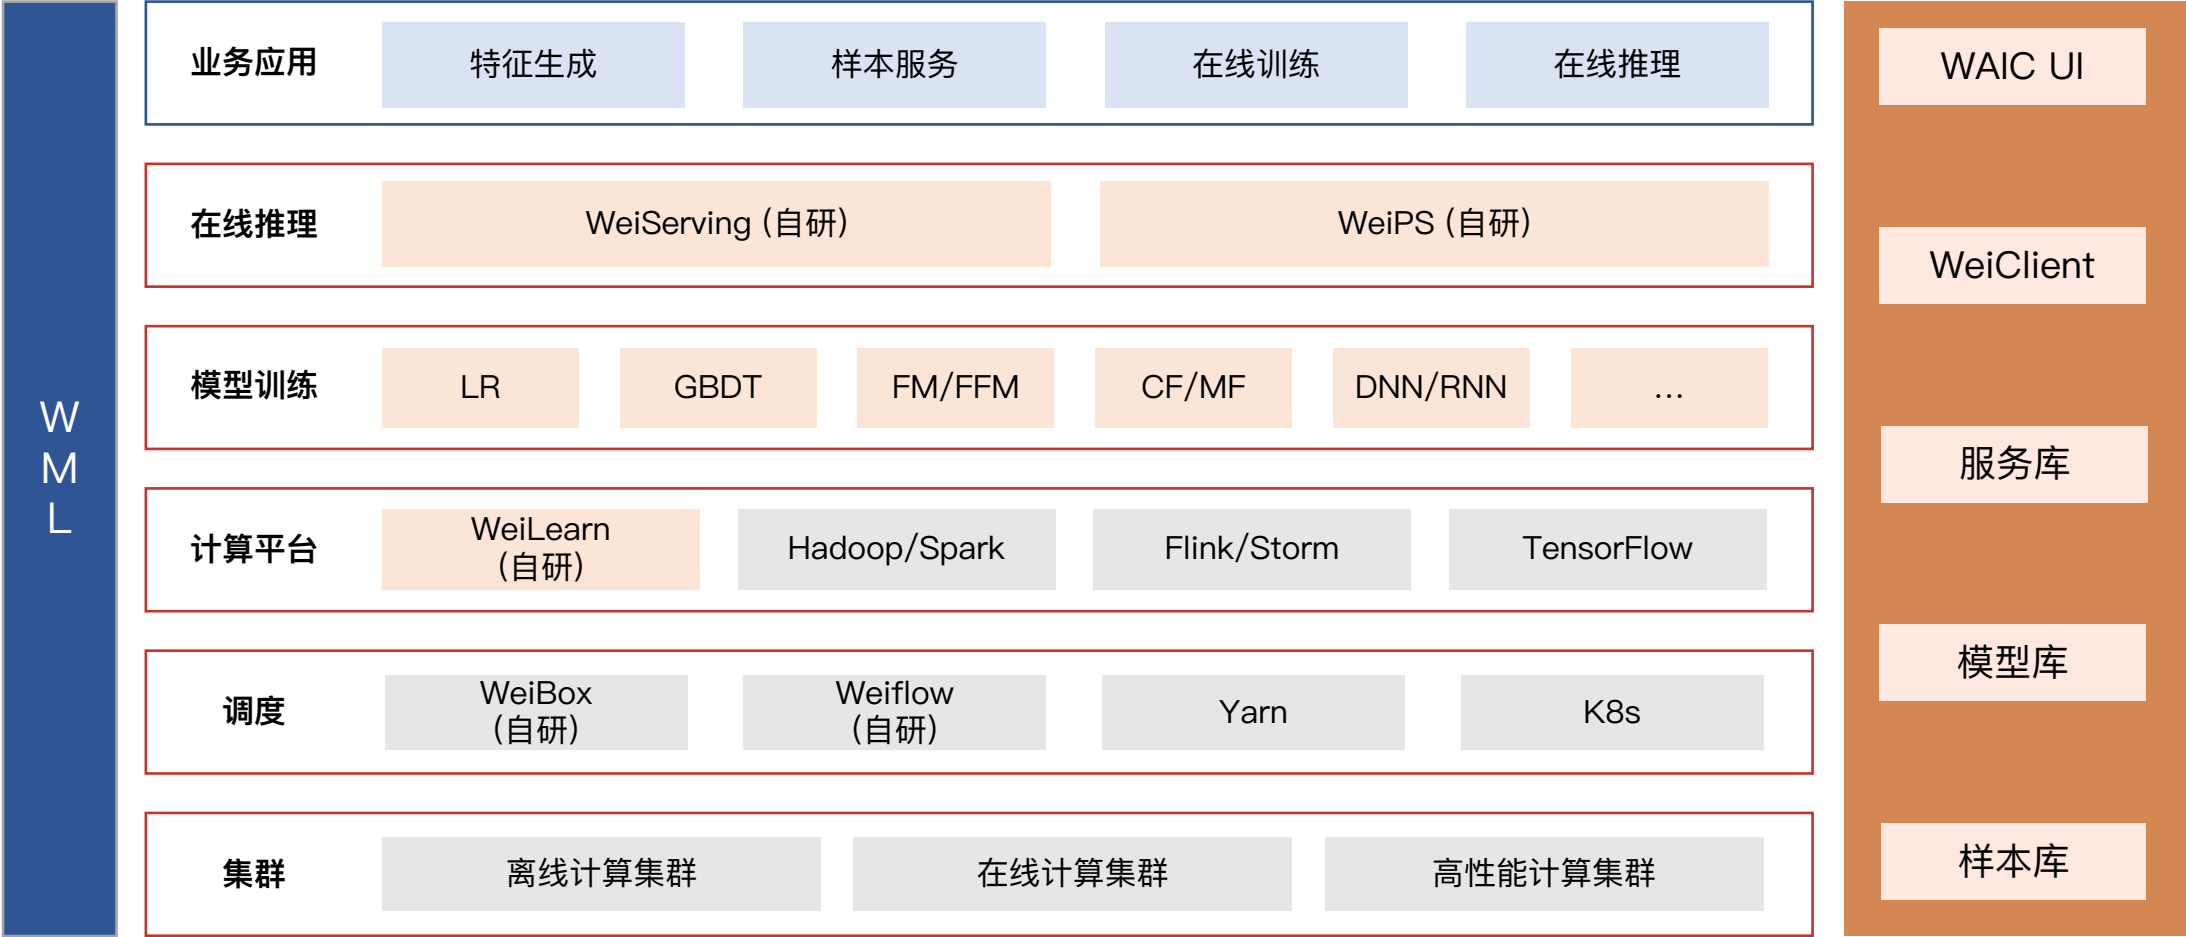 W
M
L
业务应用
特征生成
样本服务
在线训练
在线推理
在线推理
WeiServing (自研)
WeiPS (自研)
模型训练
LR
GBDT
FM/FFM
CF/MF
DNN/RNN
...
计算平台
WeiLearn
(自研)
Hadoop/Spark
Flink/Storm
TensorFlow
调度
WeiBox
(自研)
Weiflow
(自研)
Yarn
K8s
集群
离线计算集群
在线计算集群
高性能计算集群
WAIC UI
WeiClient
服务库
模型库
样本库